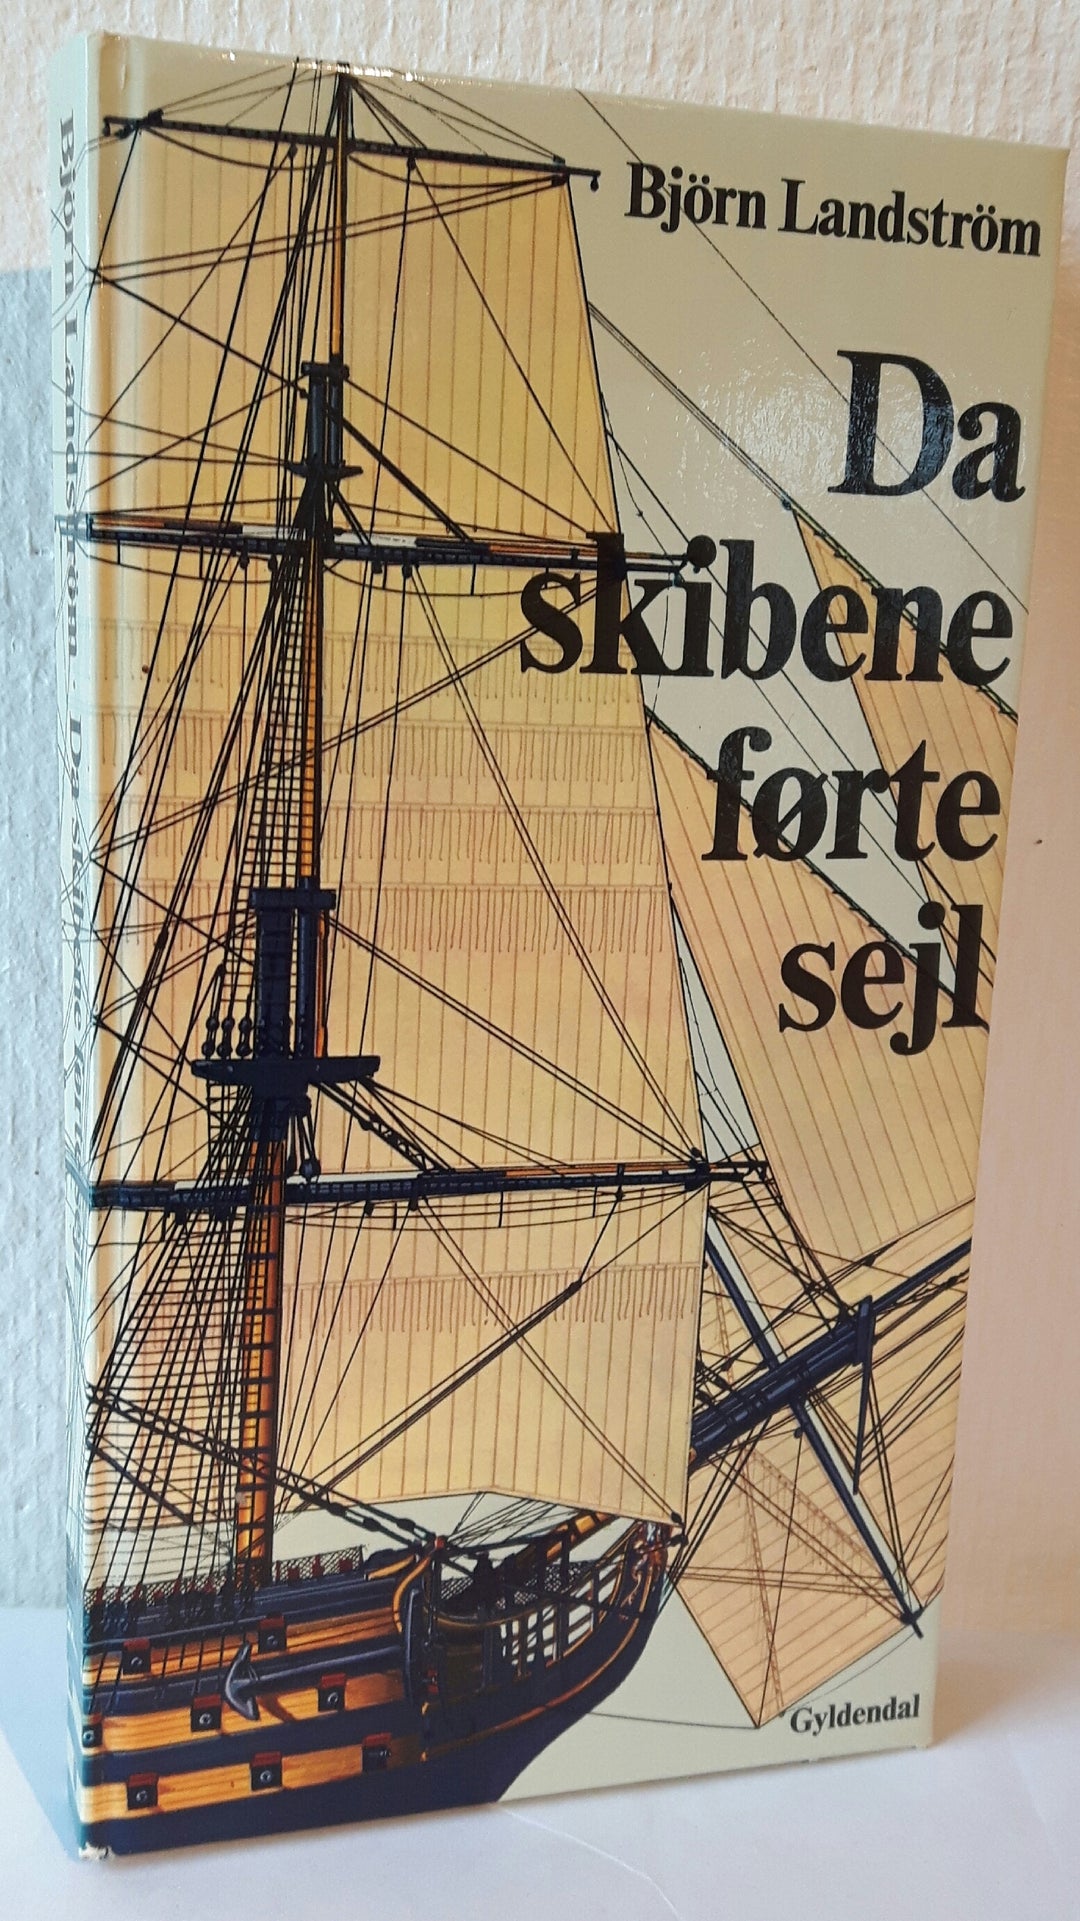 Björn Landström
Da
skibene
førte
sejl
Gyldendal
Björn Landström · Da skibene førte sejl